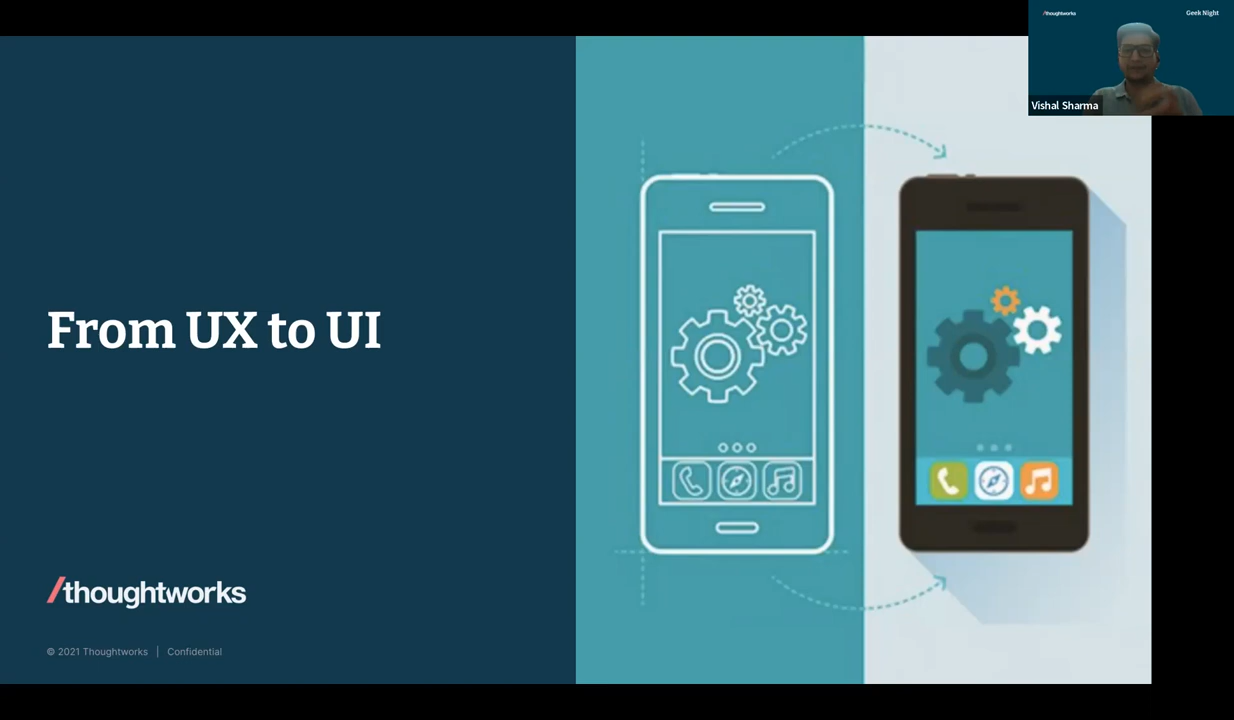 /thoughtworks
Geek Night
Vishal Sharma
From UX to UI
/thoughtworks
© 2021 Thoughtworks | Confidential